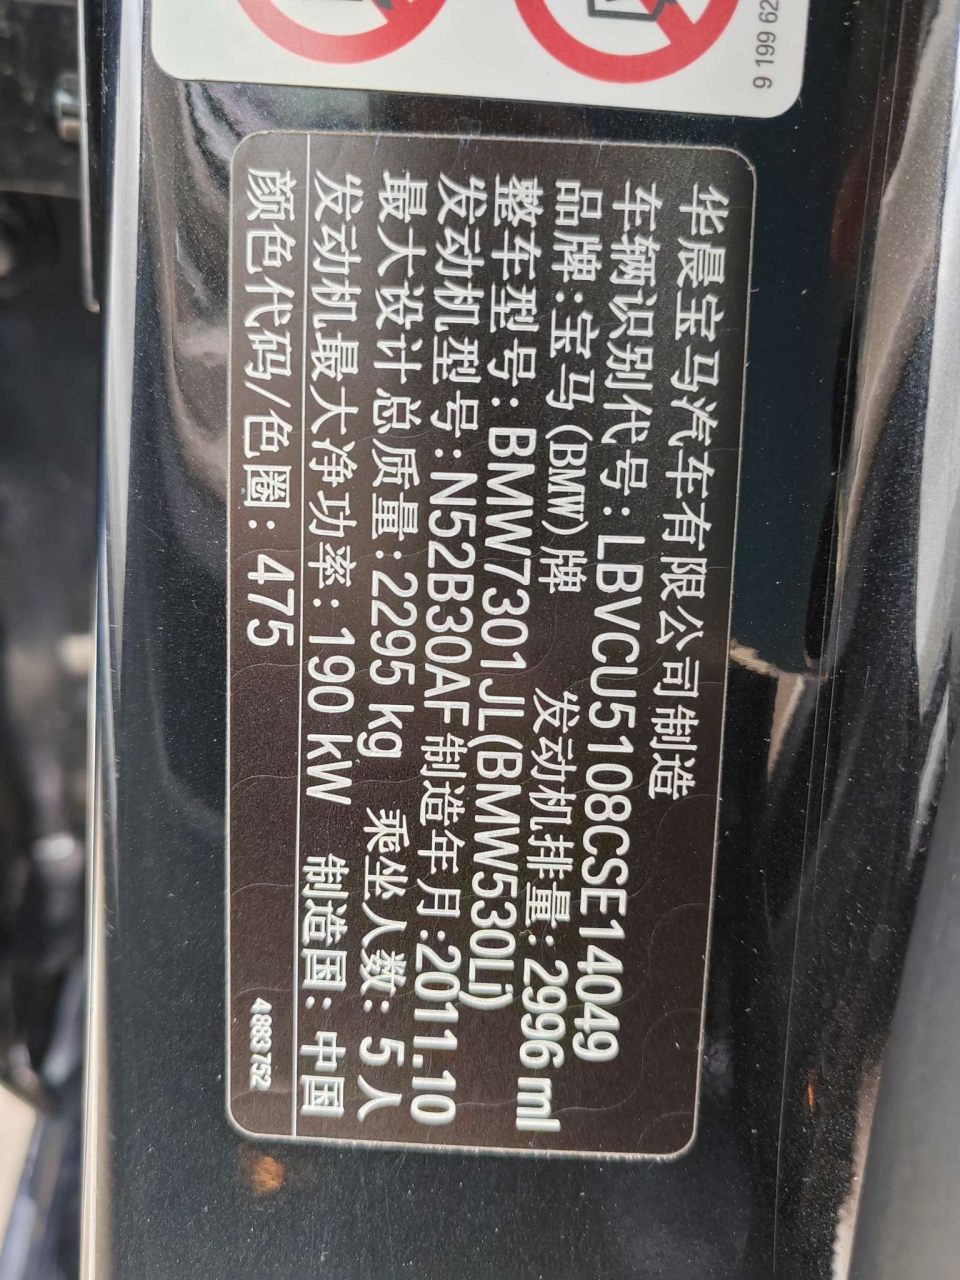 9 199 62
华晨宝马汽车有限公司制造
车辆识别代号:LBVCU5108CSE14049
品牌:宝马(BMW)牌 发动机排量:2996 ml
整车型号:BMW7301JL(BMW530Li)
发动机型号:N52B30AF 制造年月:2011.10
最大设计总质量:2295 kg 乘坐人数:5人
发动机最大净功率:190 kW 制造国:中国
颜色代码/色圈:475
4 883 752